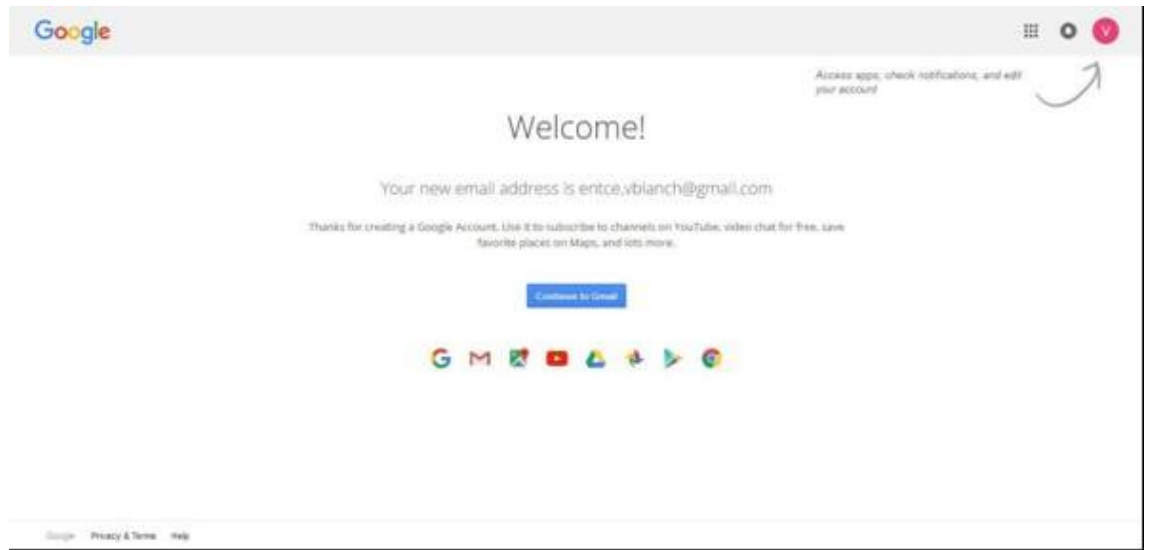 Google
V
Access apps, check notifications, and edit
your account
Welcome!
Your new email address is entce.vblanch@gmail.com
Thanks for creating a Google Account. Use it to subscribe to channels on YouTube, video chat for free, save
favorite places on Maps, and lots more.
Continue to Gmail
Google Privacy & Terms Help